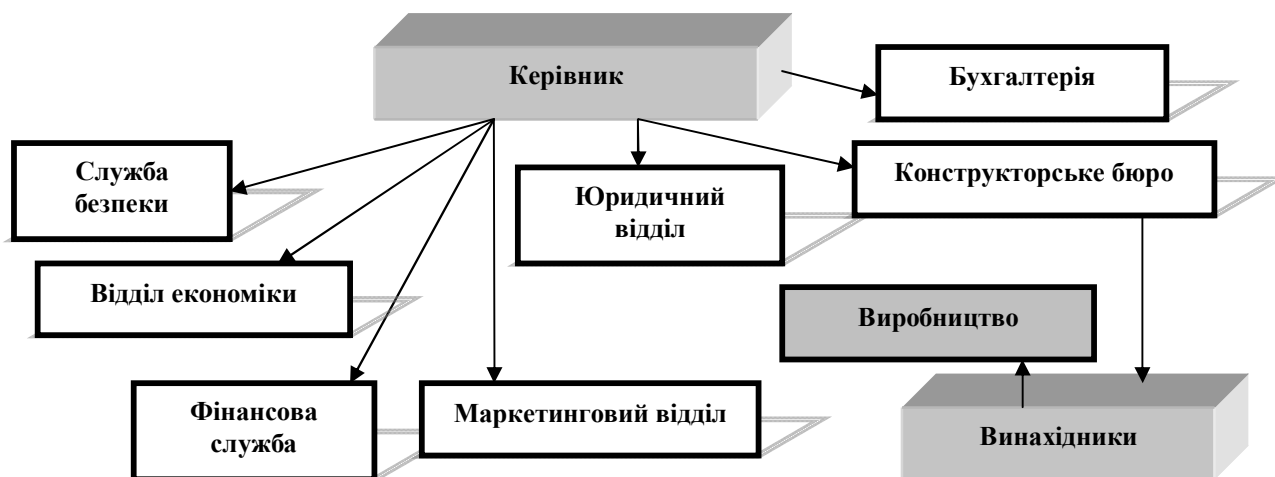 Керівник
Бухгалтерія
Служба
безпеки
Юридичний
відділ
Конструкторське бюро
Відділ економіки
Виробництво
Фінансова
служба
Маркетинговий відділ
Винахідники